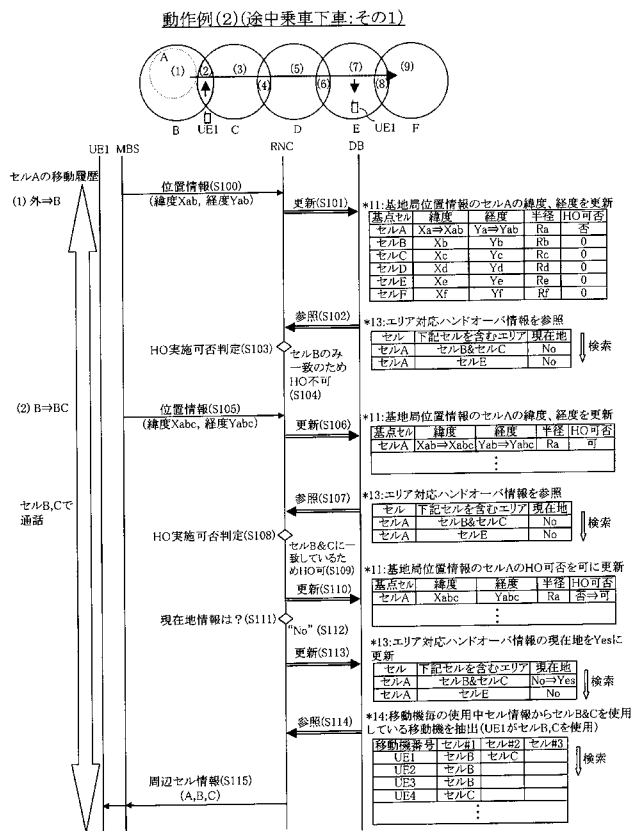 動作例(2)(途中乗車下車:その1)
A
(1) (2) (3) (4) (5) (6) (7) (8) (9)
B UE1 C D E UE1 F
UE1 MBS RNC DB
セルAの移動履歴
(1) 外⇒B
位置情報(S100)
(緯度Xab, 経度Yab)
更新(S101)
*11:基地局位置情報のセルAの緯度、経度を更新
基点セル 緯度 経度 半径 HO可否
セルA Xa⇒Xab Ya⇒Yab Ra 否
セルB Xb Yb Rb 0
セルC Xc Yc Rc 0
セルD Xd Yd Rd 0
セルE Xe Ye Re 0
セルF Xf Yf Rf 0
参照(S102)
*13:エリア対応ハンドオーバ情報を参照
セル 下記セルを含むエリア 現在地
セルA セルB&セルC No
セルA セルE No
検索
HO実施可否判定(S103)
セルBのみ
一致のため
HO不可
(S104)
(2) B⇒BC
位置情報(S105)
(緯度Xabc, 経度Yabc)
更新(S106)
*11:基地局位置情報のセルAの緯度、経度を更新
基点セル 緯度 経度 半径 HO可否
セルA Xab⇒Xabc Yab⇒Yabc Ra 可
⋮
セルB,Cで
通話
参照(S107)
*13:エリア対応ハンドオーバ情報を参照
セル 下記セルを含むエリア 現在地
セルA セルB&セルC No
セルA セルE No
検索
HO実施可否判定(S108)
セルB&Cに一
致しているた
めHO可(S109)
更新(S110)
*11:基地局位置情報のセルAのHO可否を可に更新
基点セル 緯度 経度 半径 HO可否
セルA Xabc Yabc Ra 否⇒可
⋮
現在地情報は?(S111)
"No"(S112)
更新(S113)
*13:エリア対応ハンドオーバ情報の現在地をYesに
更新
セル 下記セルを含むエリア 現在地
セルA セルB&セルC No⇒Yes
セルA セルE No
検索
参照(S114)
*14:移動機毎の使用中セル情報からセルB&Cを使用
している移動機を抽出(UE1がセルB,Cを使用)
移動機番号 セル#1 セル#2 セル#3
UE1 セルB セルC
UE2 セルB
UE3 セルB
UE4 セルC
⋮
検索
周辺セル情報(S115)
(A,B,C)